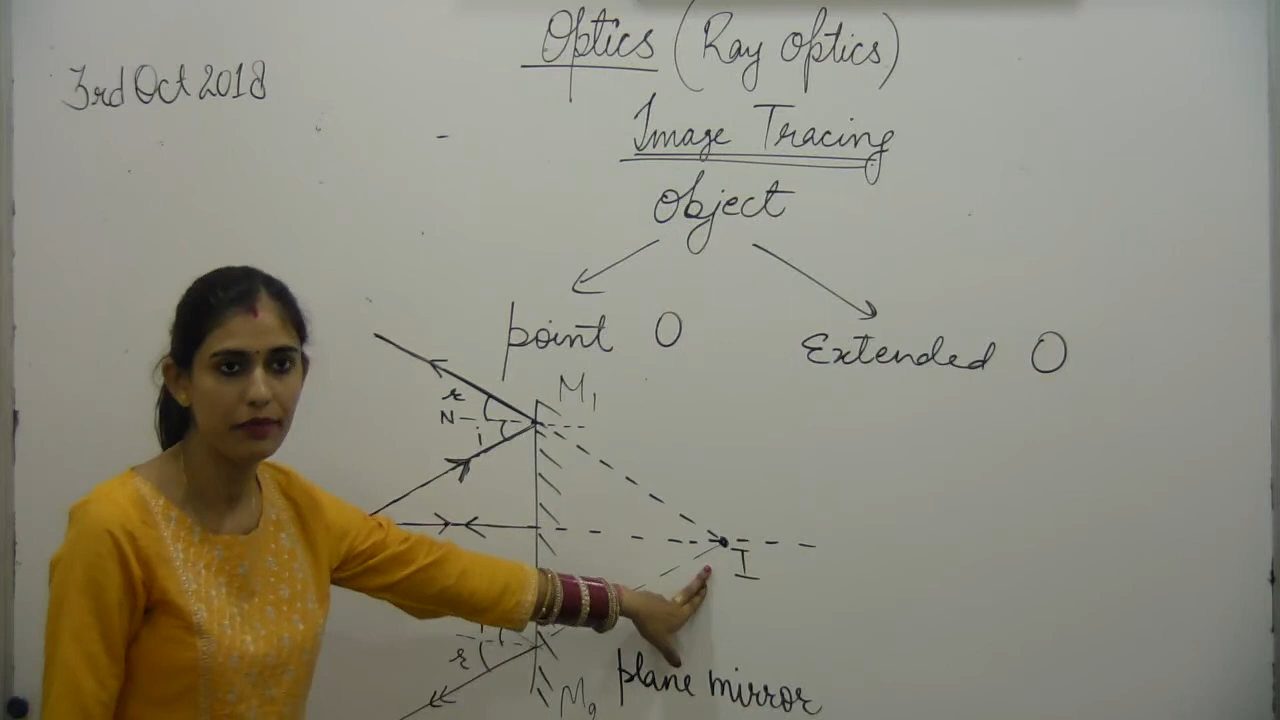 Optics (Ray Optics)
3rd Oct 2018
Image Tracing
Object
point O
Extended O
M1
r
N
i
I
r
plane mirror
M2